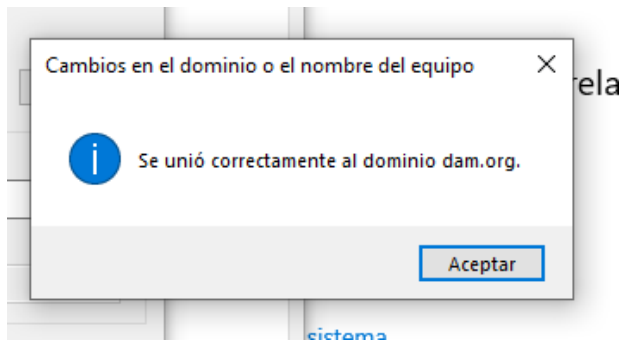 Cambios en el dominio o el nombre del equipo
Se unió correctamente al dominio dam.org.
Aceptar
sistema